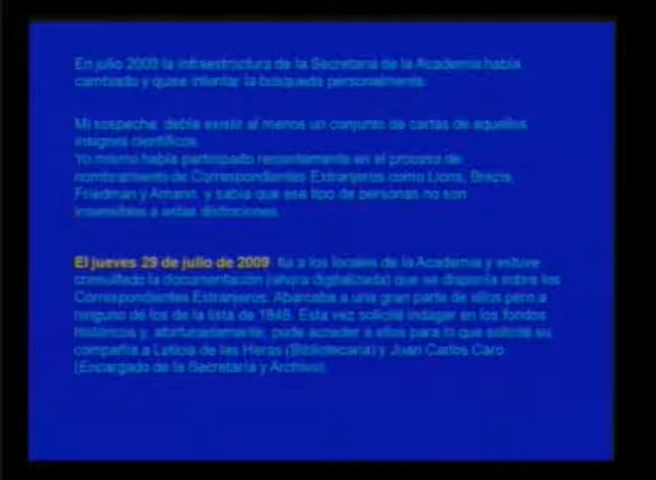 En julio 2009 la infraestructura de la Secretaria de la Academia había
cambiado y quise intentar la búsqueda personalmente.
Mi sospecha: debía existir al menos un conjunto de cartas de aquellos
insignes científicos.
Yo mismo había participado recientemente en el proceso de
nombramiento de Correspondientes Extranjeros como Lions, Brezis,
Friedman y Amann y sabía que ese tipo de personas no son
insensibles a estas distinciones.
El jueves 29 de julio de 2009 fui a los locales de la Academia y estuve
consultado la documentación (ahora digitalizada) que se disponía sobre los
Correspondientes Extranjeros. Abarcaba a una gran parte de ellos pero a
ninguno de los de la lista de 1848. Esta vez solicité indagar en los fondos
históricos y, afortunadamente, pude acceder a ellos para lo que solicité su
compañía a Leticia de las Heras (Bibliotecaria) y Juan Carlos Caro
(Encargado de la Secretaría y Archivo).